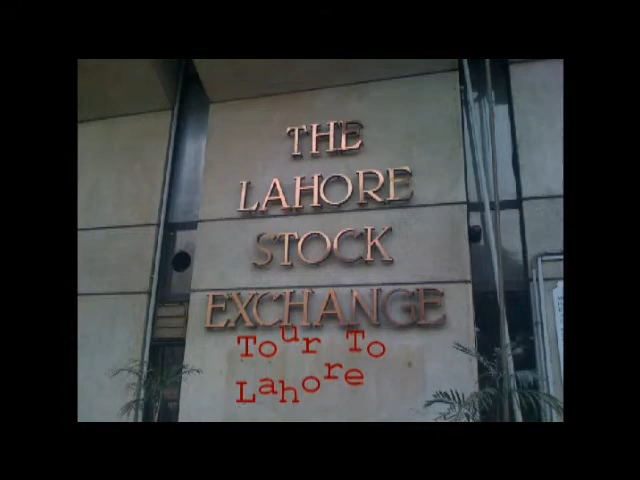 THE
LAHORE
STOCK
EXCHANGE
Tour To
Lahore